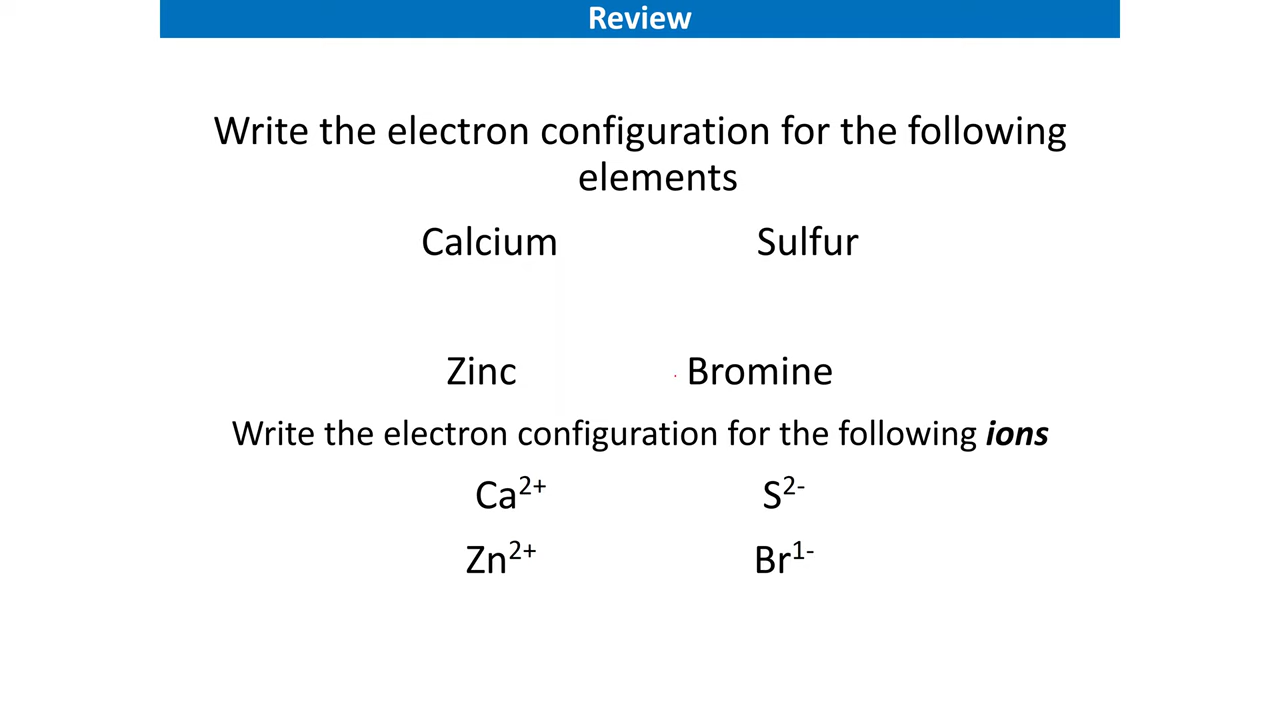 Review
Write the electron configuration for the following
elements
Calcium Sulfur
Zinc Bromine
Write the electron configuration for the following ions
Ca²⁺ S²⁻
Zn²⁺ Br¹⁻